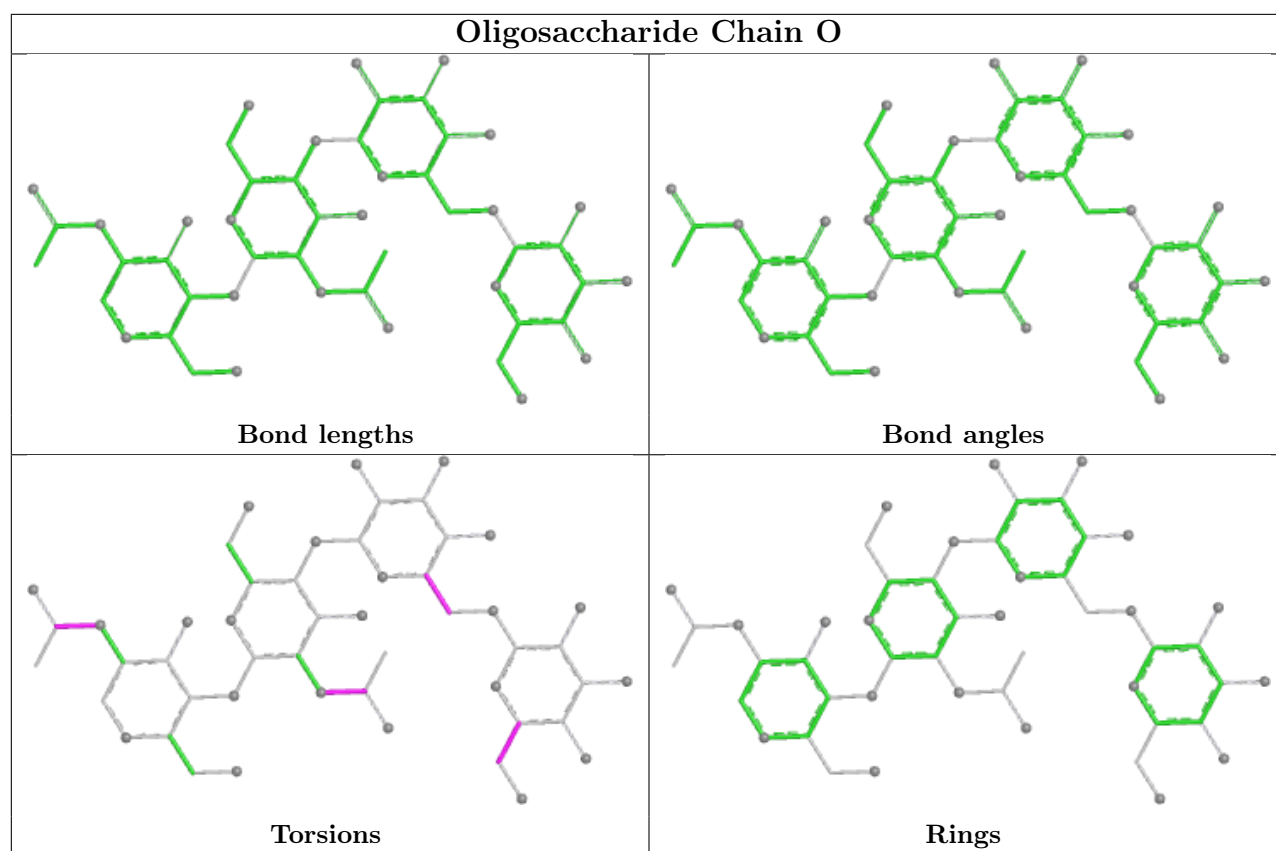 Oligosaccharide Chain O
Bond lengths
Bond angles
Torsions
Rings